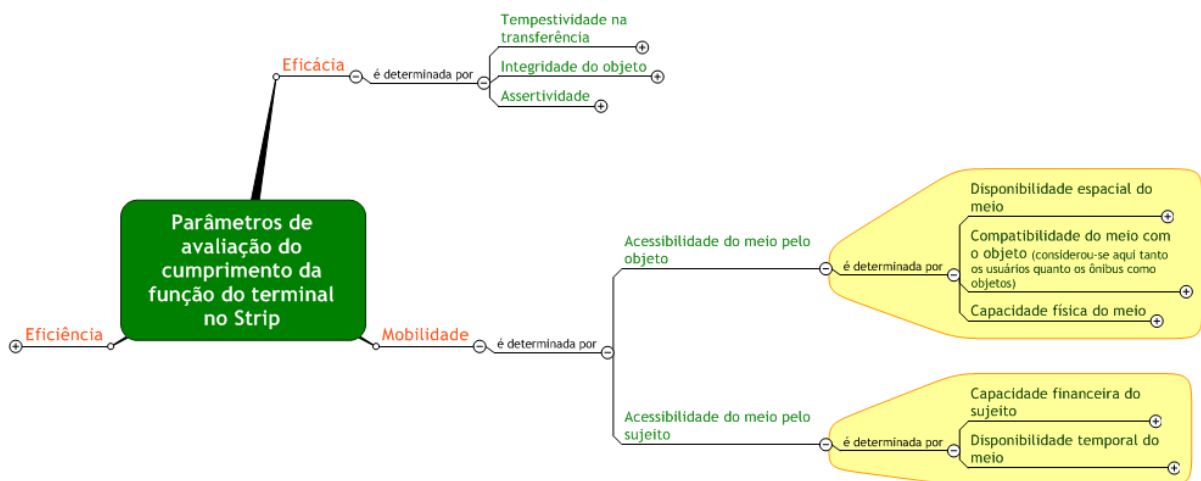 Tempestividade na
transferência
Eficácia
é determinada por
Integridade do objeto
Assertividade
Parâmetros de
avaliação do
cumprimento da
função do terminal
no Strip
Eficiência
Mobilidade
é determinada por
Acessibilidade do meio pelo
objeto
é determinada por
Disponibilidade espacial do
meio
Compatibilidade do meio com
o objeto (considerou-se aqui tanto
os usuários quanto os ônibus como
objetos)
Capacidade física do meio
Acessibilidade do meio pelo
sujeito
é determinada por
Capacidade financeira do
sujeito
Disponibilidade temporal do
meio